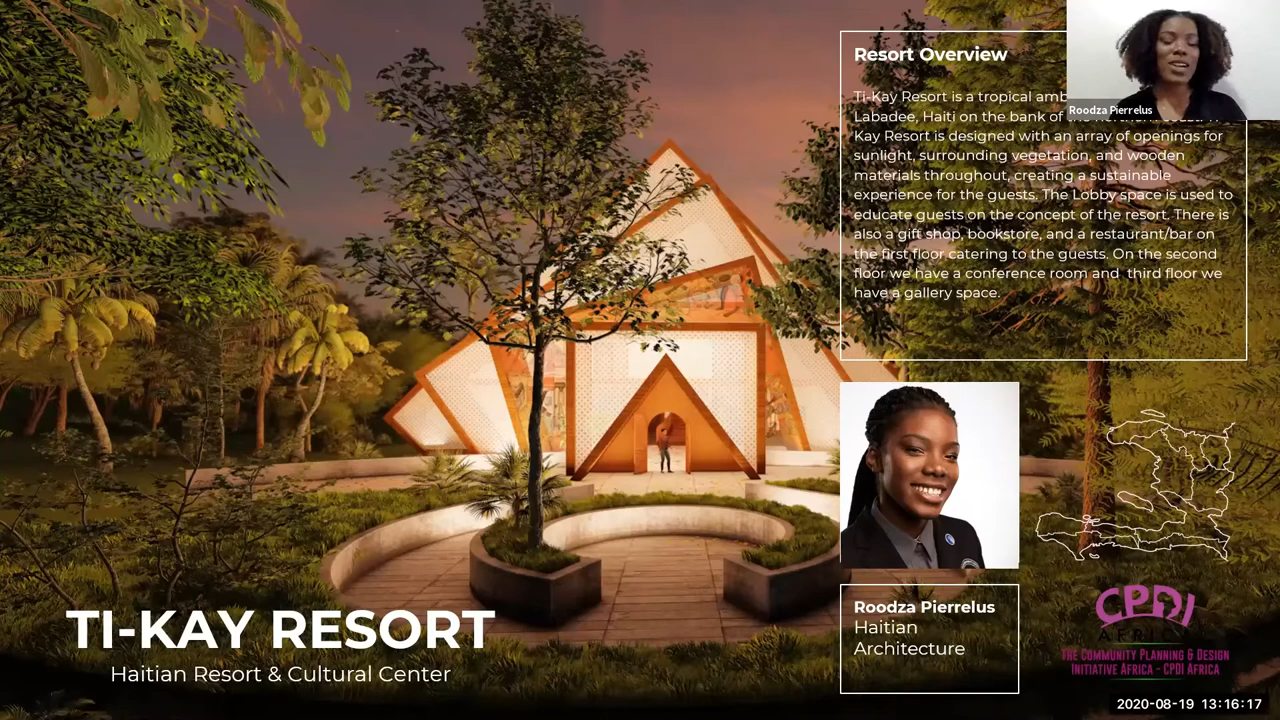 Resort Overview
Roodza Pierrelus
Ti-Kay Resort is a tropical
Labadee, Haiti on the bank of
Kay Resort is designed with an array of openings for
sunlight, surrounding vegetation, and wooden
materials throughout, creating a sustainable
experience for the guests. The Lobby space is used to
educate guests on the concept of the resort. There is
also a gift shop, bookstore, and a restaurant/bar on
the first floor catering to the guests. On the second
floor we have a conference room and third floor we
have a gallery space.
TI-KAY RESORT
Haitian Resort & Cultural Center
Roodza Pierrelus
Haitian
Architecture
CPDI
AFRICA
THE COMMUNITY PLANNING & DESIGN
INITIATIVE AFRICA - CPDI AFRICA
2020-08-19 13:16:17